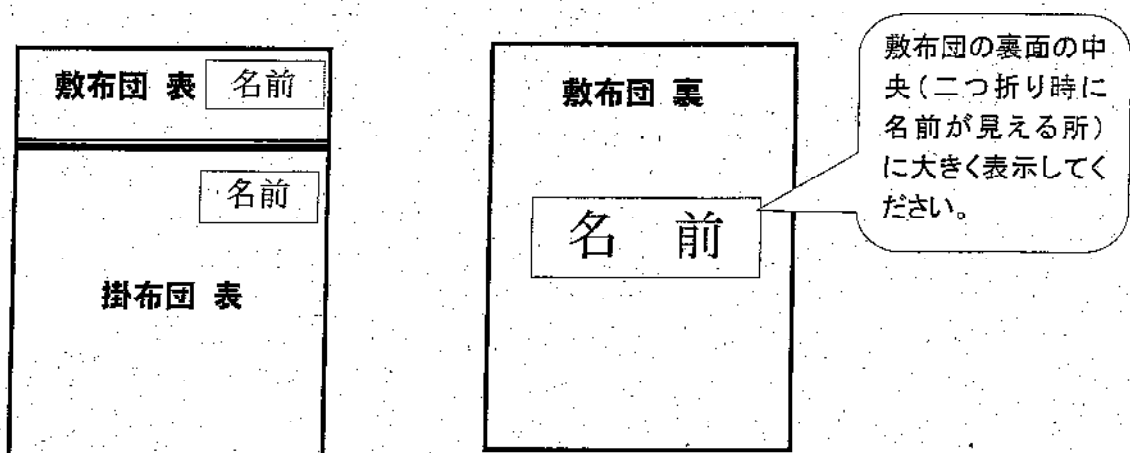 敷布団 表 名前
名前
掛布団 表
敷布団 裏
名 前
敷布団の裏面の中
央(二つ折り時に
名前が見える所)
に大きく表示してく
ださい。